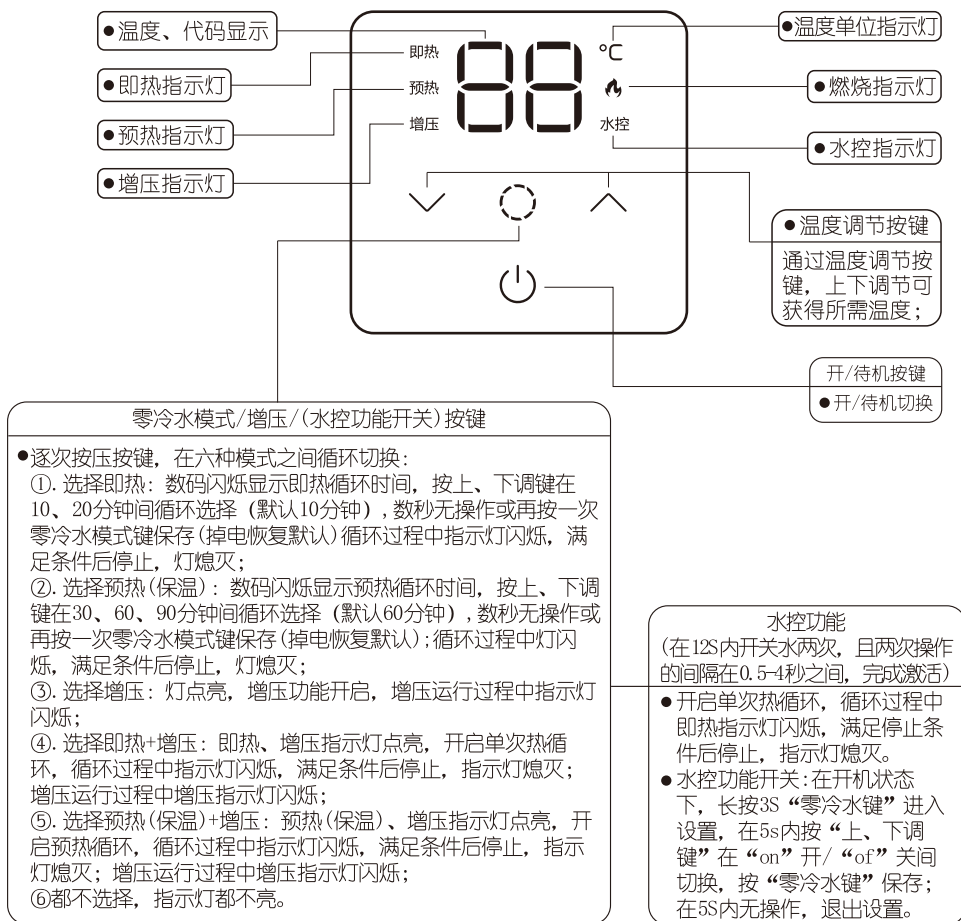 ●温度、代码显示
●即热指示灯
●预热指示灯
●增压指示灯
即热
预热
增压
88
°C
水控
●温度单位指示灯
●燃烧指示灯
●水控指示灯
●温度调节按键
通过温度调节按
键，上下调节可
获得所需温度；
开/待机按键
●开/待机切换
零冷水模式/增压/(水控功能开关)按键
●逐次按压按键，在六种模式之间循环切换：
①.选择即热：数码闪烁显示即热循环时间，按上、下调键在
10、20分钟间循环选择（默认10分钟）,数秒无操作或再按一次
零冷水模式键保存(掉电恢复默认)循环过程中指示灯闪烁，满
足条件后停止，灯熄灭；
②.选择预热(保温)：数码闪烁显示预热循环时间，按上、下调
键在30、60、90分钟间循环选择（默认60分钟）,数秒无操作或
再按一次零冷水模式键保存(掉电恢复默认);循环过程中灯闪
烁，满足条件后停止，灯熄灭；
③.选择增压：灯点亮，增压功能开启，增压运行过程中指示灯
闪烁；
④.选择即热+增压：即热、增压指示灯点亮，开启单次热循
环，循环过程中指示灯闪烁，满足条件后停止，指示灯熄灭；
增压运行过程中增压指示灯闪烁；
⑤.选择预热(保温)+增压：预热(保温)、增压指示灯点亮，开
启预热循环，循环过程中指示灯闪烁，满足条件后停止，指示
灯熄灭；增压运行过程中增压指示灯闪烁；
⑥都不选择，指示灯都不亮。
水控功能
(在12S内开关水两次，且两次操作
的间隔在0.5-4秒之间，完成激活)
●开启单次热循环，循环过程中
即热指示灯闪烁，满足停止条
件后停止，指示灯熄灭。
●水控功能开关:在开机状态
下，长按3S“零冷水键”进入
设置，在5s内按“上、下调
键”在“on”开/“of”关间
切换，按“零冷水键”保存；
在5S内无操作，退出设置。